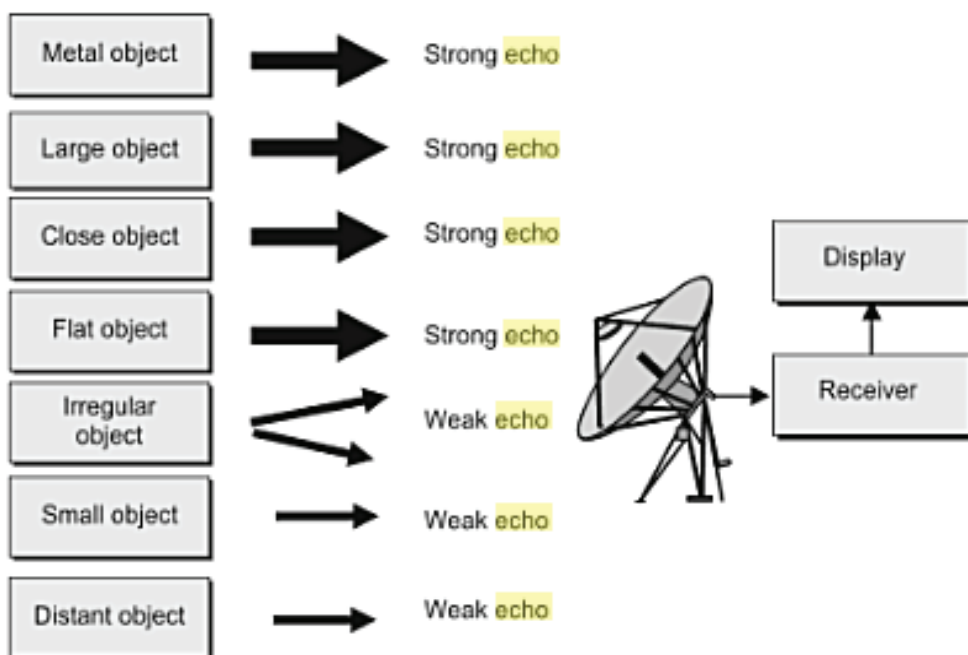 Metal object
Strong echo
Large object
Strong echo
Close object
Strong echo
Display
Flat object
Strong echo
Receiver
Irregular
object
Weak echo
Small object
Weak echo
Distant object
Weak echo